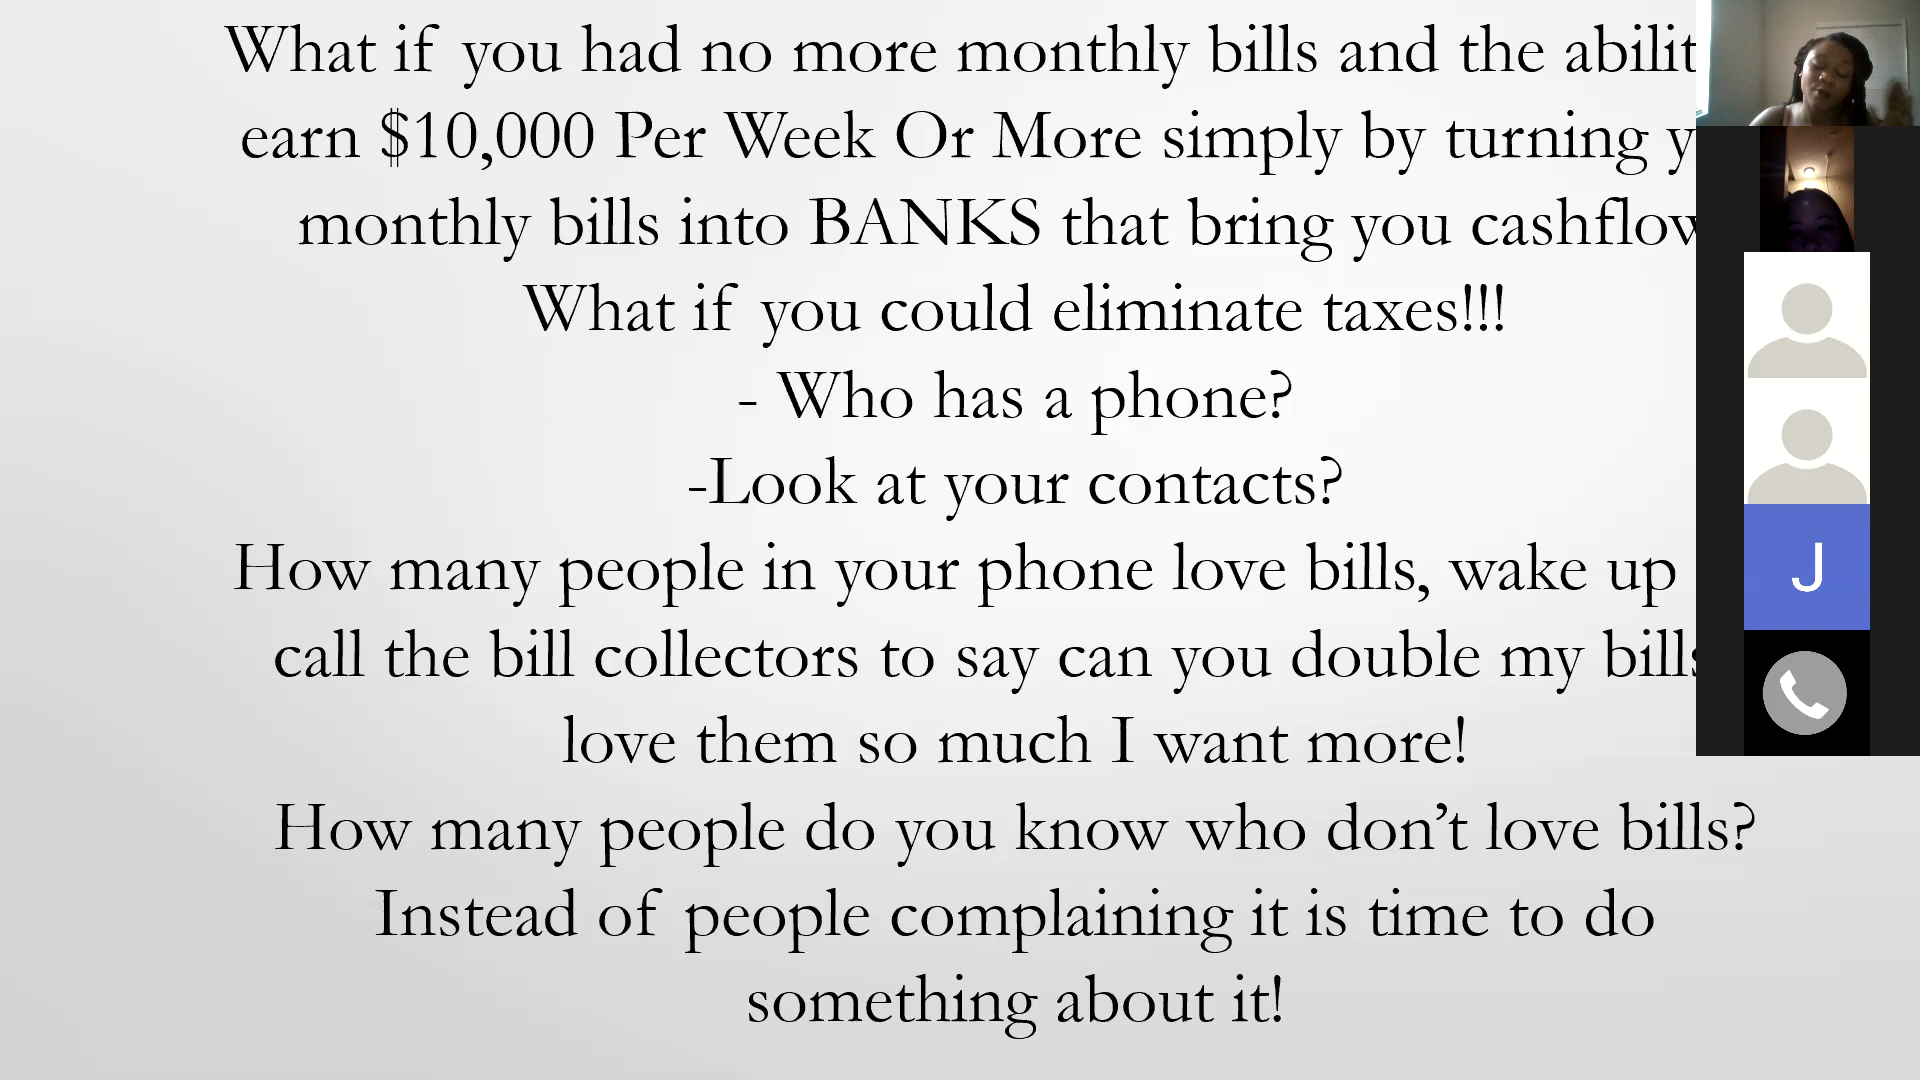 What if you had no more monthly bills and the abilit
earn $10,000 Per Week Or More simply by turning y
monthly bills into BANKS that bring you cashflow
What if you could eliminate taxes!!!
- Who has a phone?
-Look at your contacts?
How many people in your phone love bills, wake up
call the bill collectors to say can you double my bills
love them so much I want more!
How many people do you know who don’t love bills?
Instead of people complaining it is time to do
something about it!
J